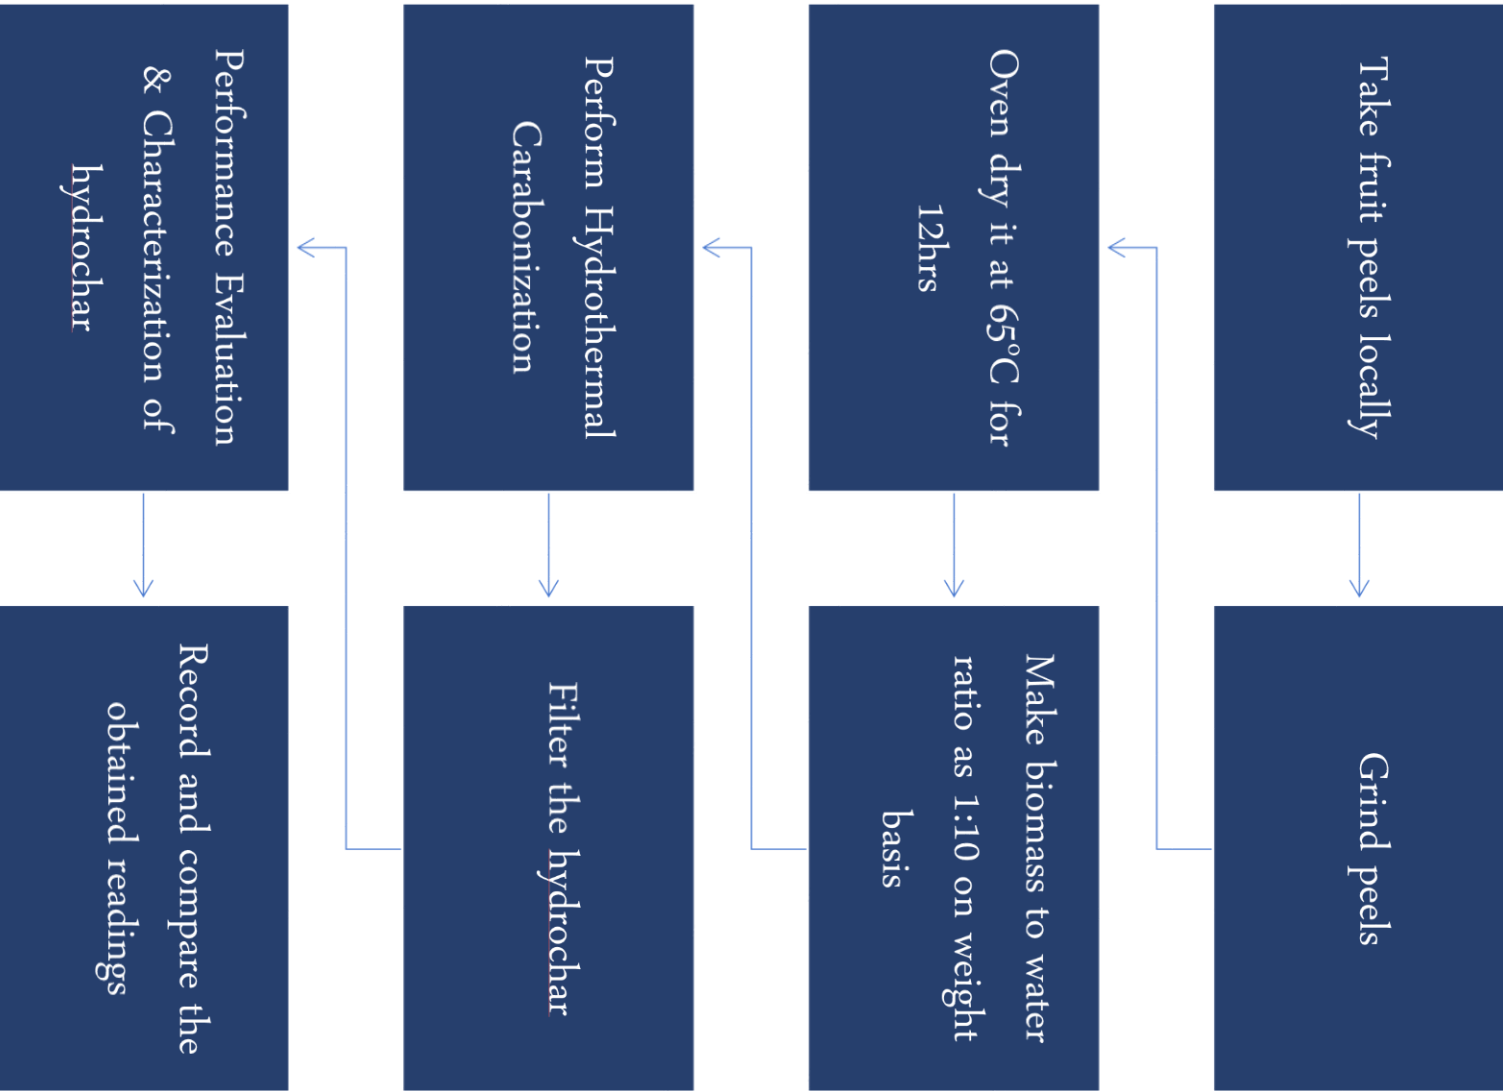 Take fruit peels locally
Grind peels
Oven dry it at 65°C for
12hrs
Make biomass to water
ratio as 1:10 on weight
basis
Perform Hydrothermal
Carabonization
Filter the hydrochar
Performance Evaluation
& Characterization of
hydrochar
Record and compare the
obtained readings